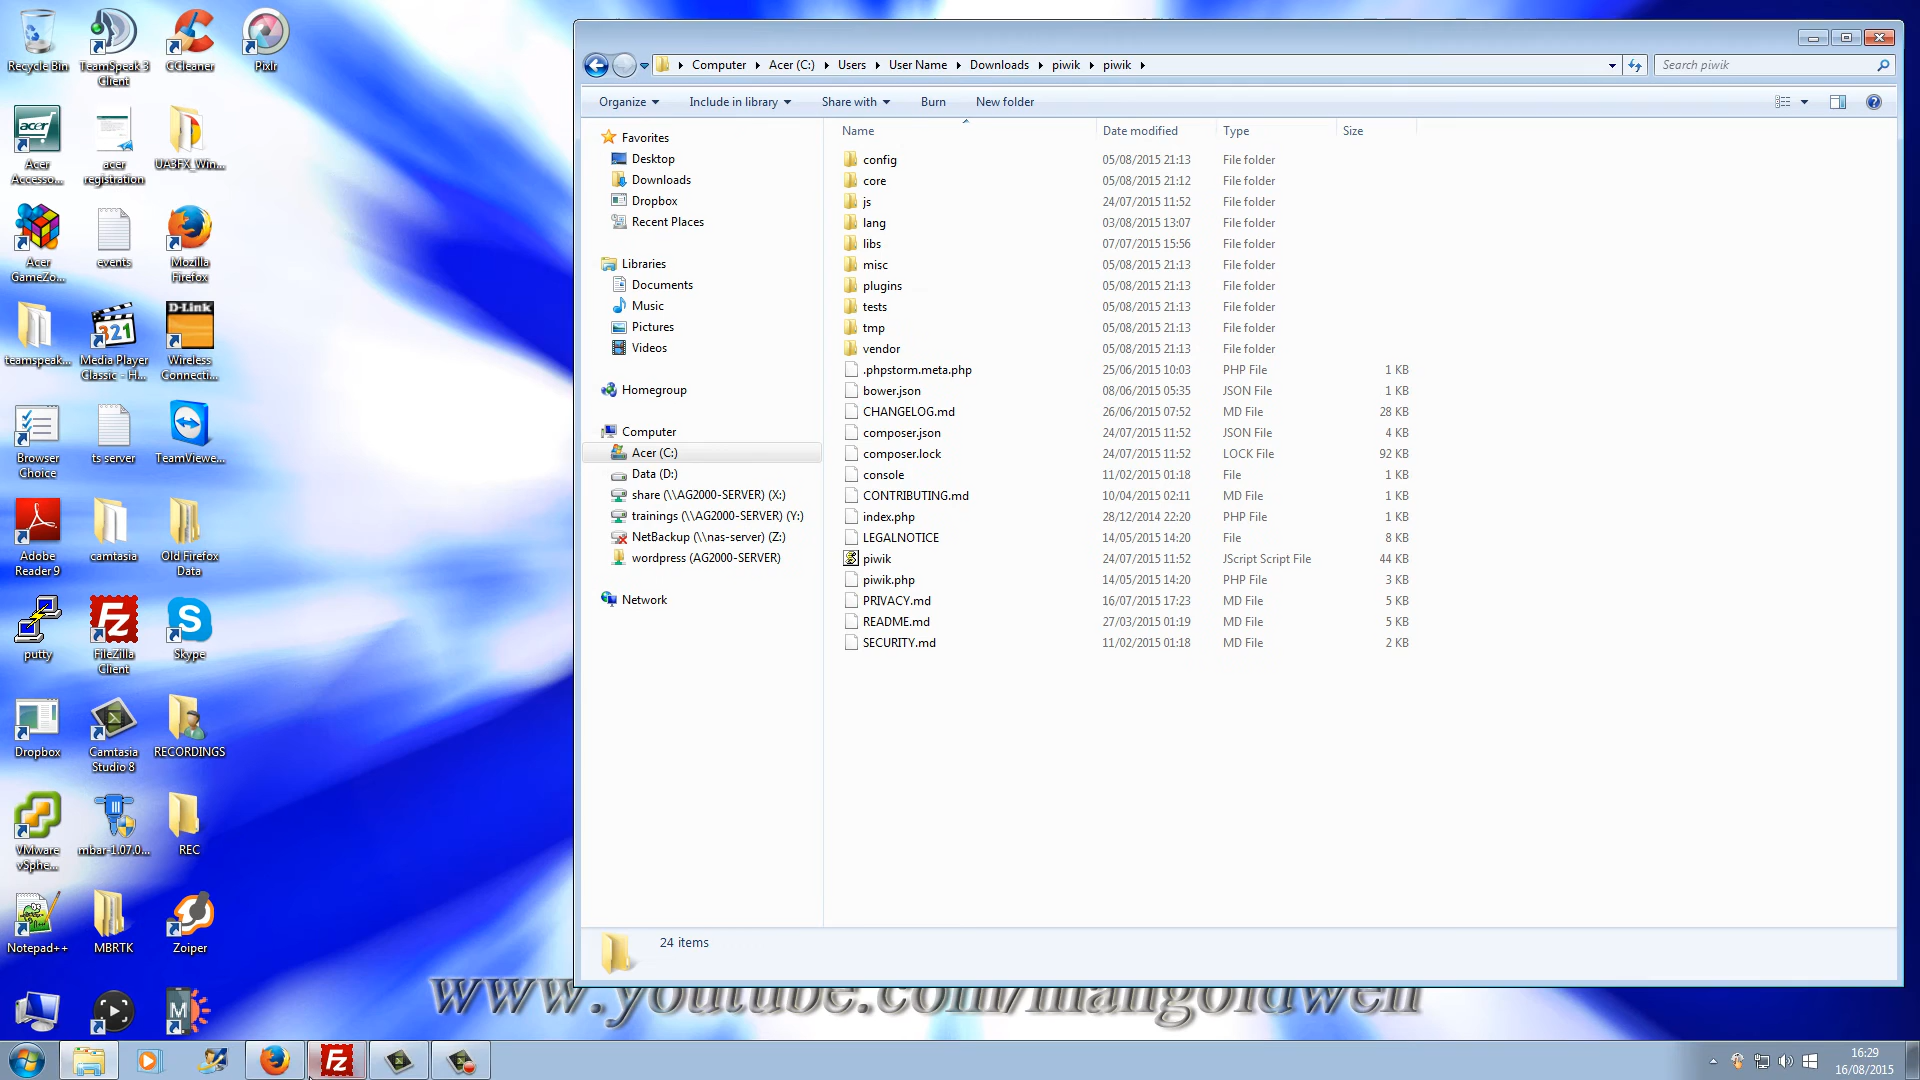 Recycle Bin
TeamSpeak 3
Client
CCleaner
Pixlr
acer
Acer
Accesso...
acer
registration
UA3FX_Win...
Acer
GameZo...
events
Mozilla
Firefox
teamspeak...
321
Media Player
Classic - H...
D-Link
Wireless
Connecti...
Browser
Choice
ts server
TeamViewe...
Adobe
Reader 9
camtasia
Old Firefox
Data
putty
Fz
FileZilla
Client
S
Skype
Dropbox
Camtasia
Studio 8
RECORDINGS
VMware
vSphe...
mbar-1.07.0...
REC
Notepad++
MBRTK
Zoiper
M
Computer
Acer (C:)
Users
User Name
Downloads
piwik
piwik
Search piwik
Organize
Include in library
Share with
Burn
New folder
Favorites
Desktop
Downloads
Dropbox
Recent Places
Libraries
Documents
Music
Pictures
Videos
Homegroup
Computer
Acer (C:)
Data (D:)
share (\\AG2000-SERVER) (X:)
trainings (\\AG2000-SERVER) (Y:)
NetBackup (\\nas-server) (Z:)
wordpress (AG2000-SERVER)
Network
Name Date modified Type Size
config 05/08/2015 21:13 File folder
core 05/08/2015 21:12 File folder
js 24/07/2015 11:52 File folder
lang 03/08/2015 13:07 File folder
libs 07/07/2015 15:56 File folder
misc 05/08/2015 21:13 File folder
plugins 05/08/2015 21:13 File folder
tests 05/08/2015 21:13 File folder
tmp 05/08/2015 21:13 File folder
vendor 05/08/2015 21:13 File folder
.phpstorm.meta.php 25/06/2015 10:03 PHP File 1 KB
bower.json 08/06/2015 05:35 JSON File 1 KB
CHANGELOG.md 26/06/2015 07:52 MD File 28 KB
composer.json 24/07/2015 11:52 JSON File 4 KB
composer.lock 24/07/2015 11:52 LOCK File 92 KB
console 11/02/2015 01:18 File 1 KB
CONTRIBUTING.md 10/04/2015 02:11 MD File 1 KB
index.php 28/12/2014 22:20 PHP File 1 KB
LEGALNOTICE 14/05/2015 14:20 File 8 KB
piwik 24/07/2015 11:52 JScript Script File 44 KB
piwik.php 14/05/2015 14:20 PHP File 3 KB
PRIVACY.md 16/07/2015 17:23 MD File 5 KB
README.md 27/03/2015 01:19 MD File 5 KB
SECURITY.md 11/02/2015 01:18 MD File 2 KB
24 items
www.youtube.com/mangoldwell
Fz
16:29
16/08/2015